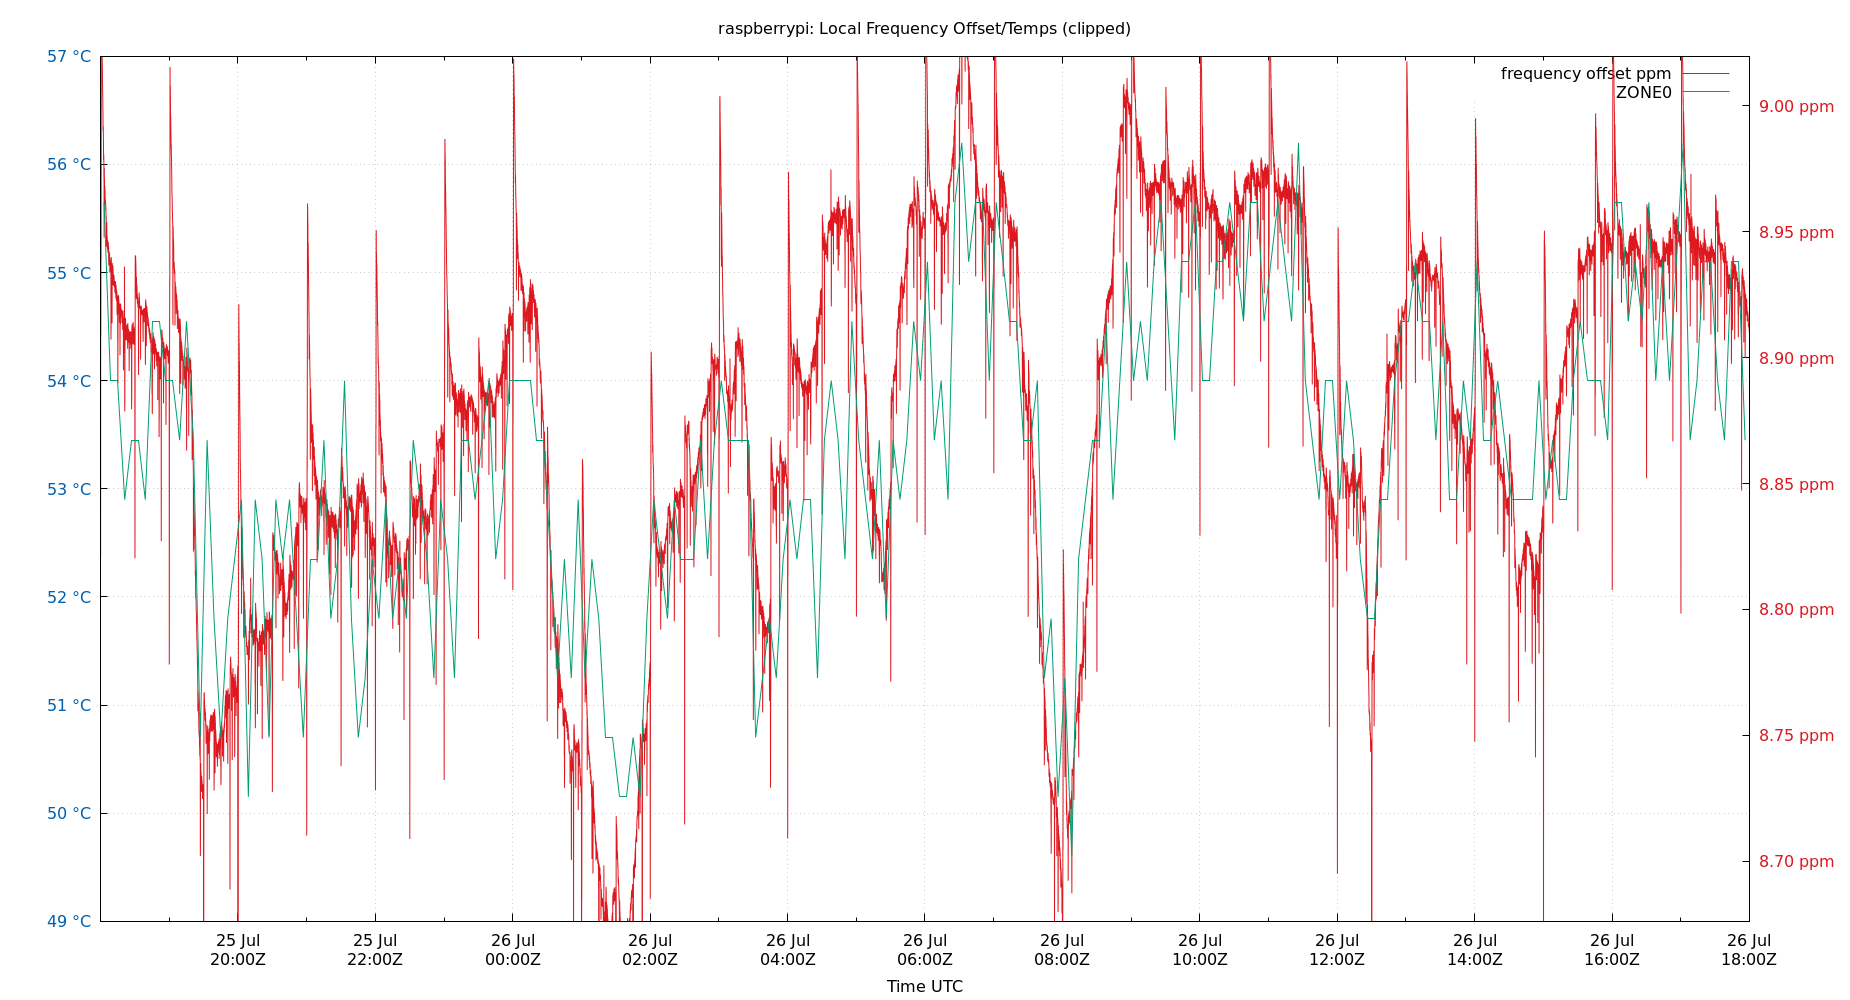 raspberrypi: Local Frequency Offset/Temps (clipped)
frequency offset ppm
ZONE0
57 °C
56 °C
55 °C
54 °C
53 °C
52 °C
51 °C
50 °C
49 °C
9.00 ppm
8.95 ppm
8.90 ppm
8.85 ppm
8.80 ppm
8.75 ppm
8.70 ppm
25 Jul
20:00Z
25 Jul
22:00Z
26 Jul
00:00Z
26 Jul
02:00Z
26 Jul
04:00Z
26 Jul
06:00Z
26 Jul
08:00Z
26 Jul
10:00Z
26 Jul
12:00Z
26 Jul
14:00Z
26 Jul
16:00Z
26 Jul
18:00Z
Time UTC